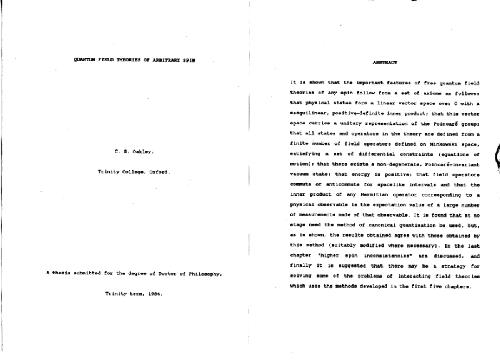 QUANTUM FIELD THEORIES OF ARBITRARY SPIN
C. G. Oakley,
Trinity College, Oxford.
A thesis submitted for the degree of Doctor of Philosophy,
Trinity term, 1984.
ABSTRACT
It is shown that the important features of free quantum field
theories of any spin follow from a set of axioms as follows:
that physical states form a linear vector space over C with a
sesquilinear, positive-definite inner product; that this vector
space carries a unitary representation of the Poincaré group;
that all states and operators in the theory are defined from a
finite number of field operators defined on Minkowski space,
satisfying a set of differential constraints (equations of
motion); that there exists a non-degenerate, Poincaré-invariant
vacuum state; that energy is positive; that field operators
commute or anticommute for spacelike intervals and that the
inner product of any Hermitian operator corresponding to a
physical observable is the expectation value of a large number
of measurements made of that observable. It is found that at no
stage need the method of canonical quantisation be used, but,
as is shown, the results obtained agree with those obtained by
this method (suitably modified where necessary). In the last
chapter "higher spin inconsistencies" are discussed, and
finally it is suggested that there may be a strategy for
solving some of the problems of interacting field theories
which uses the methods developed in the first five chapters.